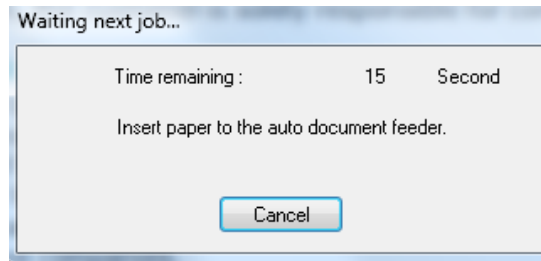 Waiting next job...
Time remaining : 15 Second
Insert paper to the auto document feeder.
Cancel